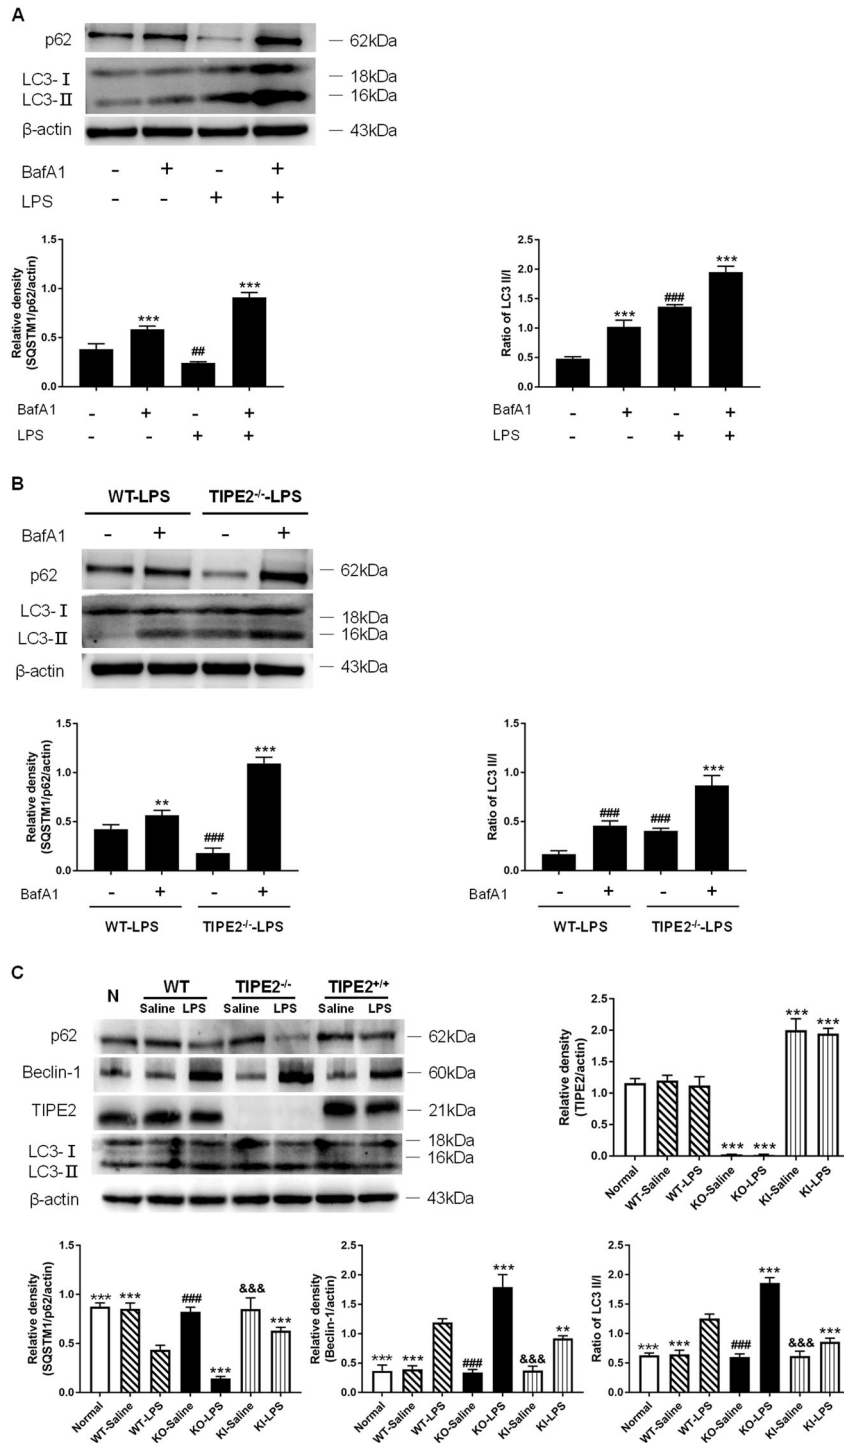 A
p62
62kDa
LC3-Ⅰ
18kDa
LC3-Ⅱ
16kDa
β-actin
43kDa
BafA1 - + - +
LPS - - + +
Relative density
(SQSTM1/p62/actin)
1.5
1.0
0.5
0.0
***
##
***
BafA1 - + - +
LPS - - + +
Ratio of LC3 II/I
2.5
2.0
1.5
1.0
0.5
0.0
***
###
***
BafA1 - + - +
LPS - - + +
B
WT-LPS TIPE2-/--LPS
BafA1 - + - +
p62
62kDa
LC3-Ⅰ
18kDa
LC3-Ⅱ
16kDa
β-actin
43kDa
Relative density
(SQSTM1/p62/actin)
1.5
1.0
0.5
0.0
**
###
***
BafA1 - + - +
WT-LPS TIPE2-/--LPS
Ratio of LC3 II/I
1.5
1.0
0.5
0.0
###
###
***
BafA1 - + - +
WT-LPS TIPE2-/--LPS
C
N WT TIPE2-/- TIPE2+/+
Saline LPS Saline LPS Saline LPS
p62
62kDa
Beclin-1
60kDa
TIPE2
21kDa
18kDa
LC3-Ⅰ
16kDa
LC3-Ⅱ
β-actin
43kDa
Relative density
(TIPE2/actin)
2.5
2.0
1.5
1.0
0.5
0.0
*** *** *** ***
Normal WT-Saline WT-LPS KO-Saline KO-LPS KI-Saline KI-LPS
Relative density
(SQSTM1/p62/actin)
1.5
1.0
0.5
0.0
*** *** ### *** &&& ***
Normal WT-Saline WT-LPS KO-Saline KO-LPS KI-Saline KI-LPS
Relative density
(Beclin-1/actin)
2.5
2.0
1.5
1.0
0.5
0.0
*** *** ### *** &&& **
Normal WT-Saline WT-LPS KO-Saline KO-LPS KI-Saline KI-LPS
Ratio of LC3 II/I
2.5
2.0
1.5
1.0
0.5
0.0
*** *** ### *** &&& ***
Normal WT-Saline WT-LPS KO-Saline KO-LPS KI-Saline KI-LPS